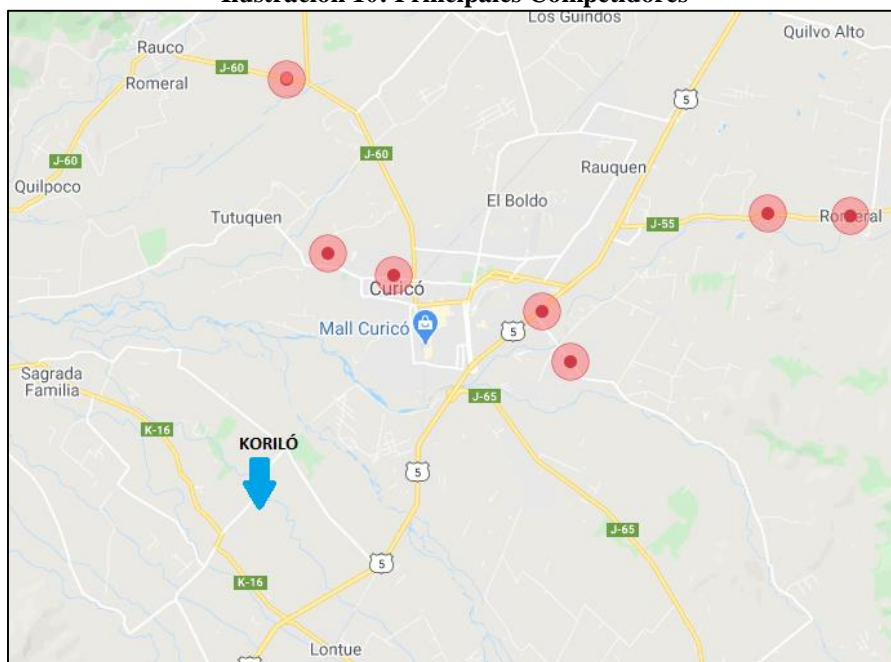 Ilustración 10: Principales Competidores
Los Guindos
Quilvo Alto
Rauco
J-60
Romeral
5
J-60
J-60
Rauquen
Quilpoco
El Boldo
Tutuquen
J-55
Romeral
Curicó
Mall Curicó
5
Sagrada
Familia
J-65
K-16
KORILÓ
5
J-65
5
K-16
Lontue